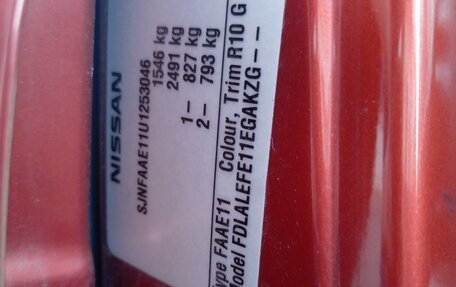 NISSAN
SJNFAAE11U1253046
1546 kg
2491 kg
1– 827 kg
2– 793 kg
Type FAAE11 Colour, Trim R10 G
Model FDLALEFE11EGAKZG––